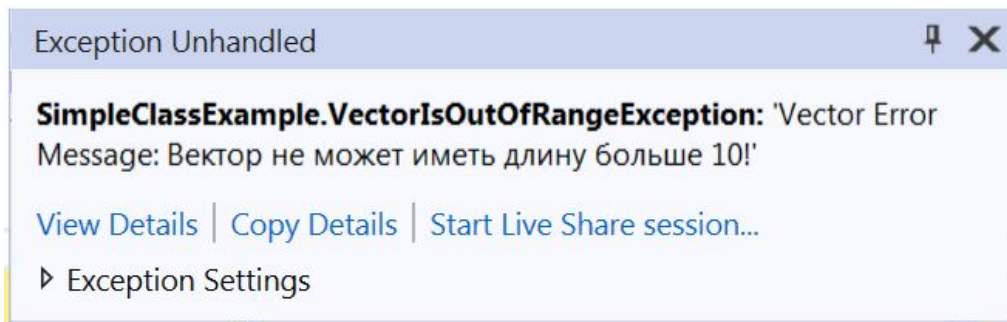 Exception Unhandled
SimpleClassExample.VectorIsOutOfRangeException: 'Vector Error
Message: Вектор не может иметь длину больше 10!'
View Details | Copy Details | Start Live Share session...
Exception Settings